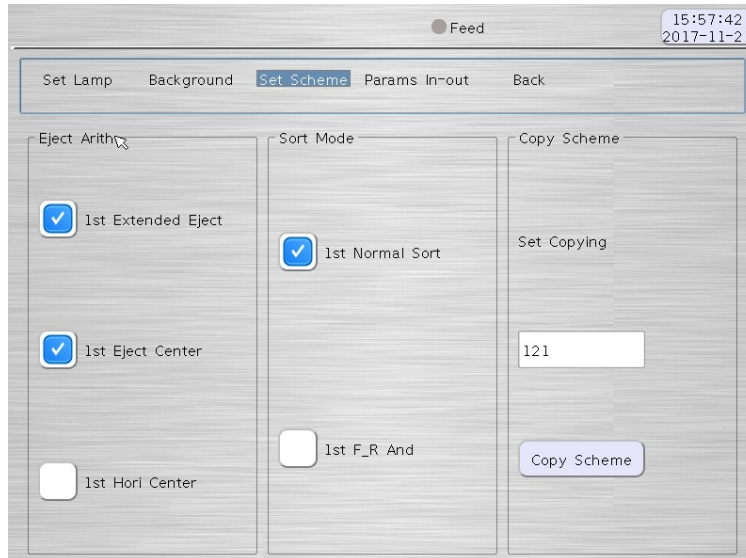 Feed
15:57:42
2017-11-2
Set Lamp Background Set Scheme Params In-out Back
Eject Arith
1st Extended Eject
1st Eject Center
1st Hori Center
Sort Mode
1st Normal Sort
1st F_R And
Copy Scheme
Set Copying
121
Copy Scheme